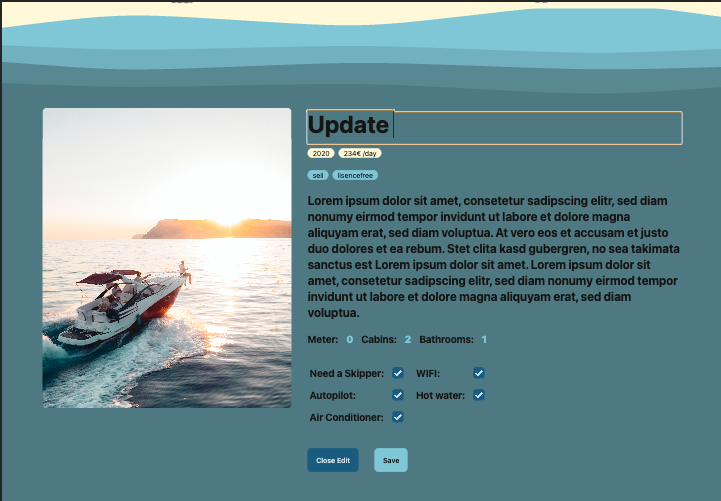 Update
2020 234€ /day
sell lisencefree
Lorem ipsum dolor sit amet, consetetur sadipscing elitr, sed diam
nonumy eirmod tempor invidunt ut labore et dolore magna
aliquyam erat, sed diam voluptua. At vero eos et accusam et justo
duo dolores et ea rebum. Stet clita kasd gubergren, no sea takimata
sanctus est Lorem ipsum dolor sit amet. Lorem ipsum dolor sit
amet, consetetur sadipscing elitr, sed diam nonumy eirmod tempor
invidunt ut labore et dolore magna aliquyam erat, sed diam
voluptua.
Meter: 0 Cabins: 2 Bathrooms: 1
Need a Skipper: WIFI:
Autopilot: Hot water:
Air Conditioner:
Close Edit Save